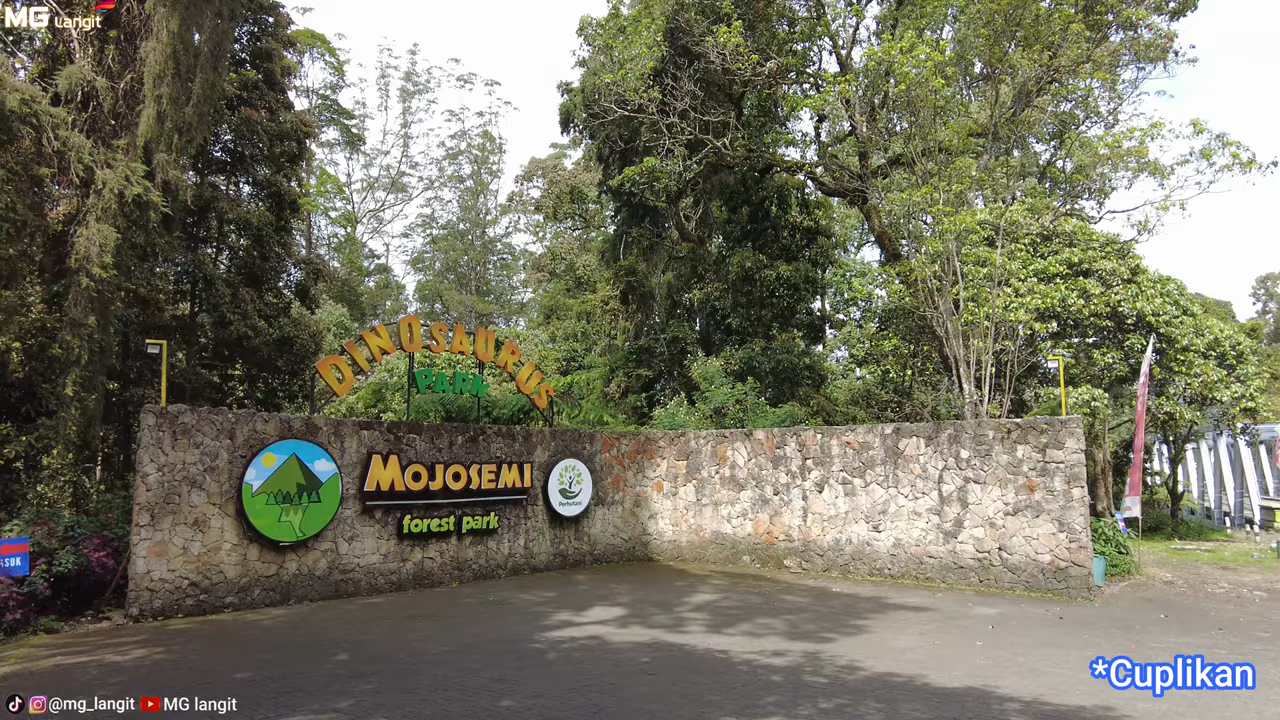 MG langit
DINOSAURUS
PARK
MOJOSEMI
forest park
Perhutani
SUK
*Cuplikan
@mg_langit MG langit